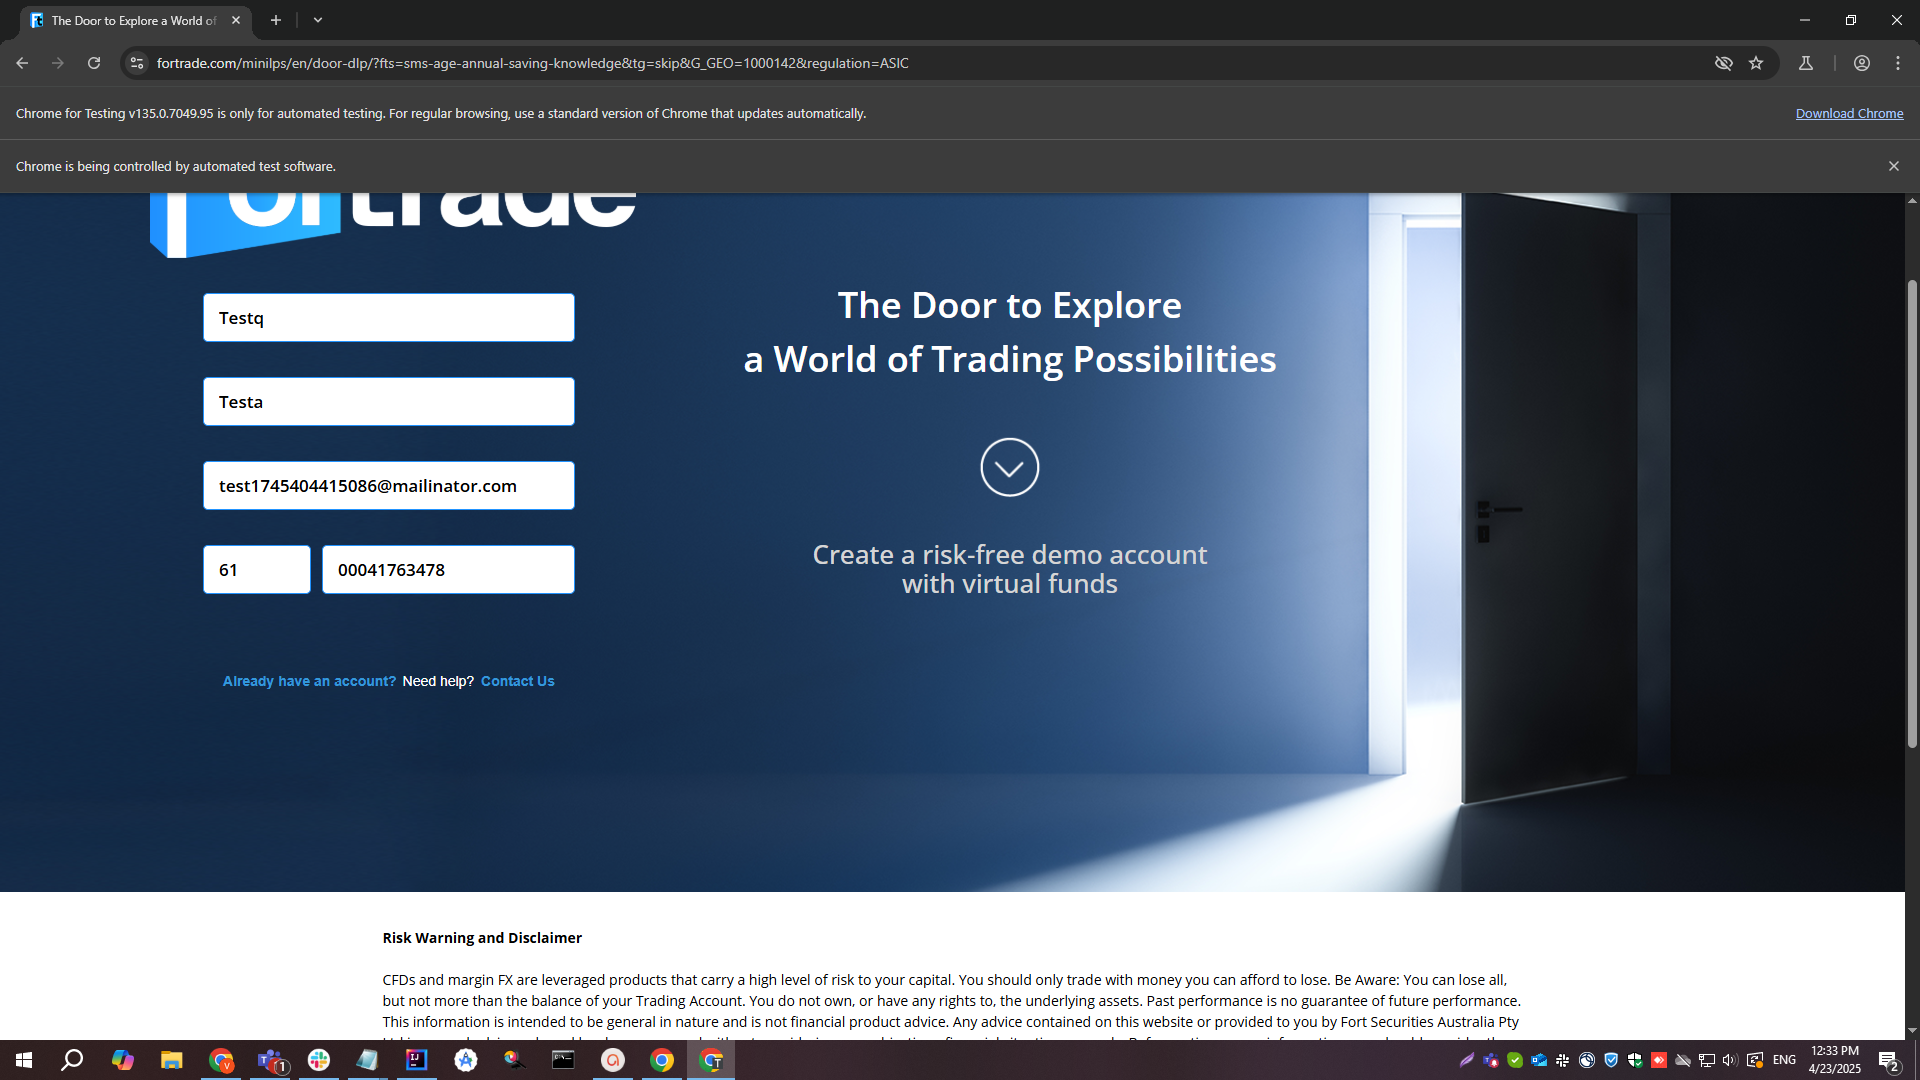 The Door to Explore a World of
fortrade.com/minilps/en/door-dlp/?fts=sms-age-annual-saving-knowledge&tg=skip&G_GEO=1000142&regulation=ASIC
Chrome for Testing v135.0.7049.95 is only for automated testing. For regular browsing, use a standard version of Chrome that updates automatically.
Download Chrome
Chrome is being controlled by automated test software.
Fortrade
Testq
Testa
test1745404415086@mailinator.com
61
00041763478
Already have an account? Need help? Contact Us
The Door to Explore
a World of Trading Possibilities
Create a risk-free demo account
with virtual funds
Risk Warning and Disclaimer
CFDs and margin FX are leveraged products that carry a high level of risk to your capital. You should only trade with money you can afford to lose. Be Aware: You can lose all,
but not more than the balance of your Trading Account. You do not own, or have any rights to, the underlying assets. Past performance is no guarantee of future performance.
This information is intended to be general in nature and is not financial product advice. Any advice contained on this website or provided to you by Fort Securities Australia Pty
ENG
12:33 PM
4/23/2025